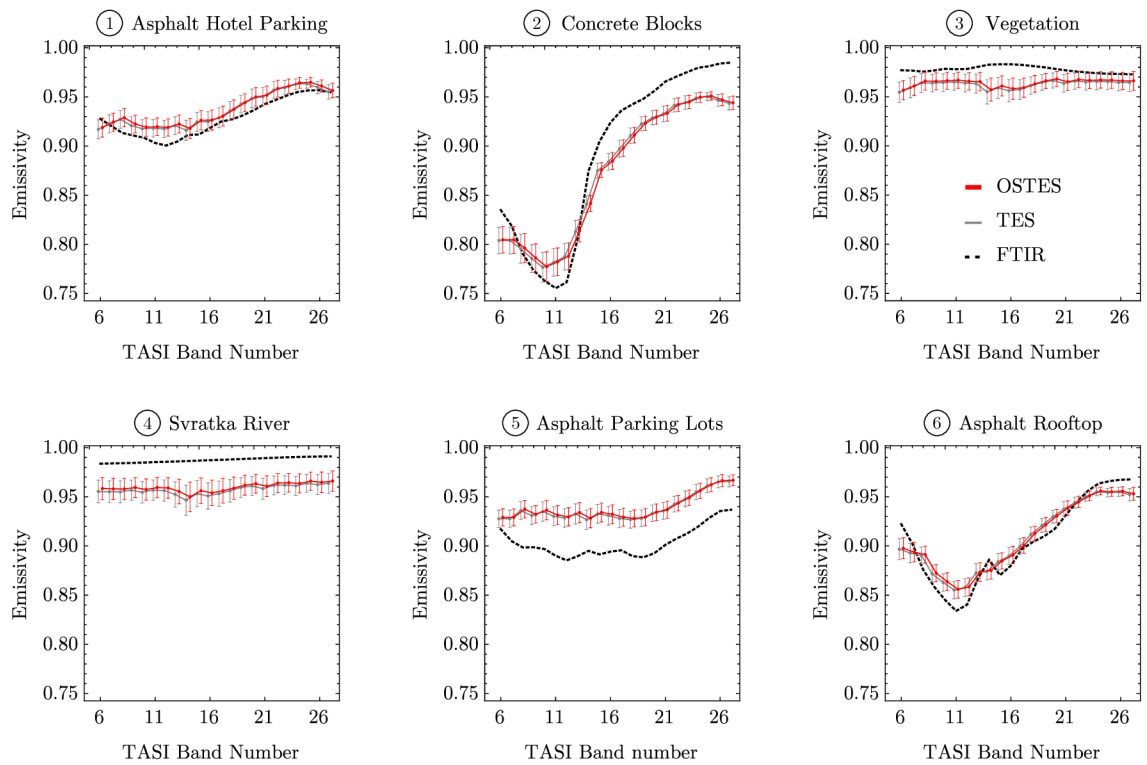 1 Asphalt Hotel Parking
1.00
0.95
0.90
0.85
0.80
0.75
Emissivity
6 11 16 21 26
TASI Band Number
2 Concrete Blocks
1.00
0.95
0.90
0.85
0.80
0.75
Emissivity
6 11 16 21 26
TASI Band Number
3 Vegetation
1.00
0.95
0.90
0.85
0.80
0.75
Emissivity
OSTES
TES
FTIR
6 11 16 21 26
TASI Band Number
4 Svratka River
1.00
0.95
0.90
0.85
0.80
0.75
Emissivity
6 11 16 21 26
TASI Band Number
5 Asphalt Parking Lots
1.00
0.95
0.90
0.85
0.80
0.75
Emissivity
6 11 16 21 26
TASI Band number
6 Asphalt Rooftop
1.00
0.95
0.90
0.85
0.80
0.75
Emissivity
6 11 16 21 26
TASI Band Number